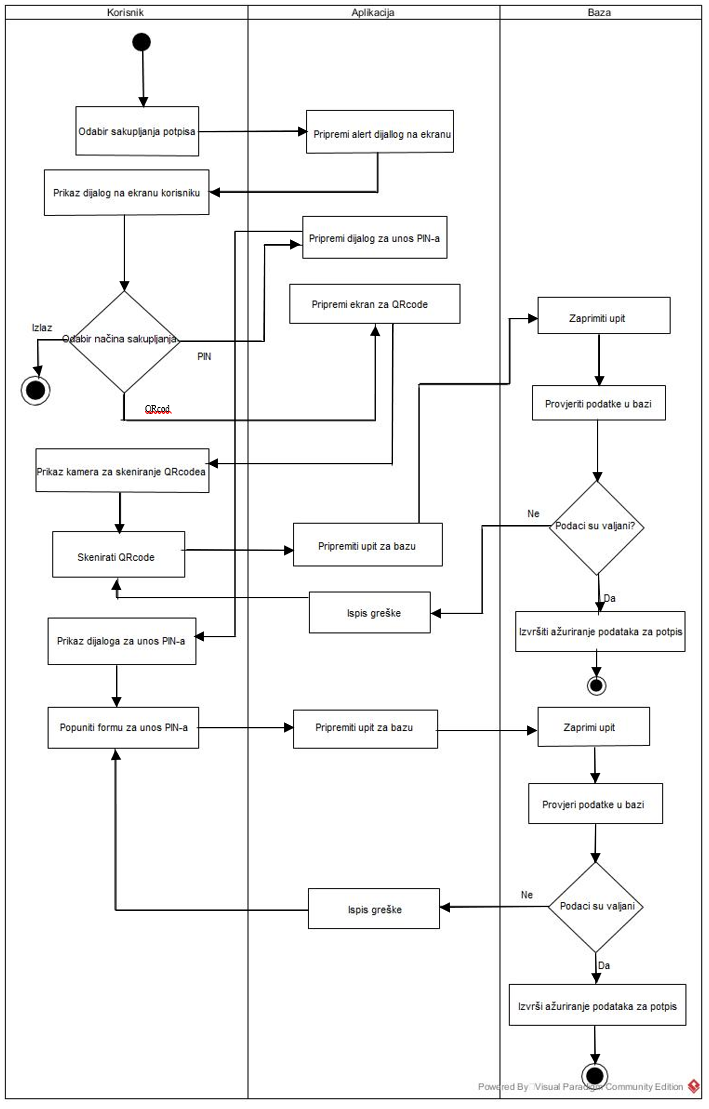 Korisnik
Aplikacija
Baza
Odabir sakupljanja potpisa
Pripremi alert dijallog na ekranu
Prikaz dijalog na ekranu korisniku
Pripremi dijalog za unos PIN-a
Pripremi ekran za QRcode
Zaprimiti upit
Izlaz
Odabir načina sakupljanja
PIN
QRcod
Provjeriti podatke u bazi
Prikaz kamera za skeniranje QRcodea
Ne
Podaci su valjani?
Skenirati QRcode
Pripremiti upit za bazu
Da
Ispis greške
Izvršiti ažuriranje podataka za potpis
Prikaz dijaloga za unos PIN-a
Popuniti formu za unos PIN-a
Pripremiti upit za bazu
Zaprimi upit
Provjeri podatke u bazi
Ne
Podaci su valjani
Ispis greške
Da
Izvrši ažuriranje podataka za potpis
Powered By Visual Paradigm Community Edition